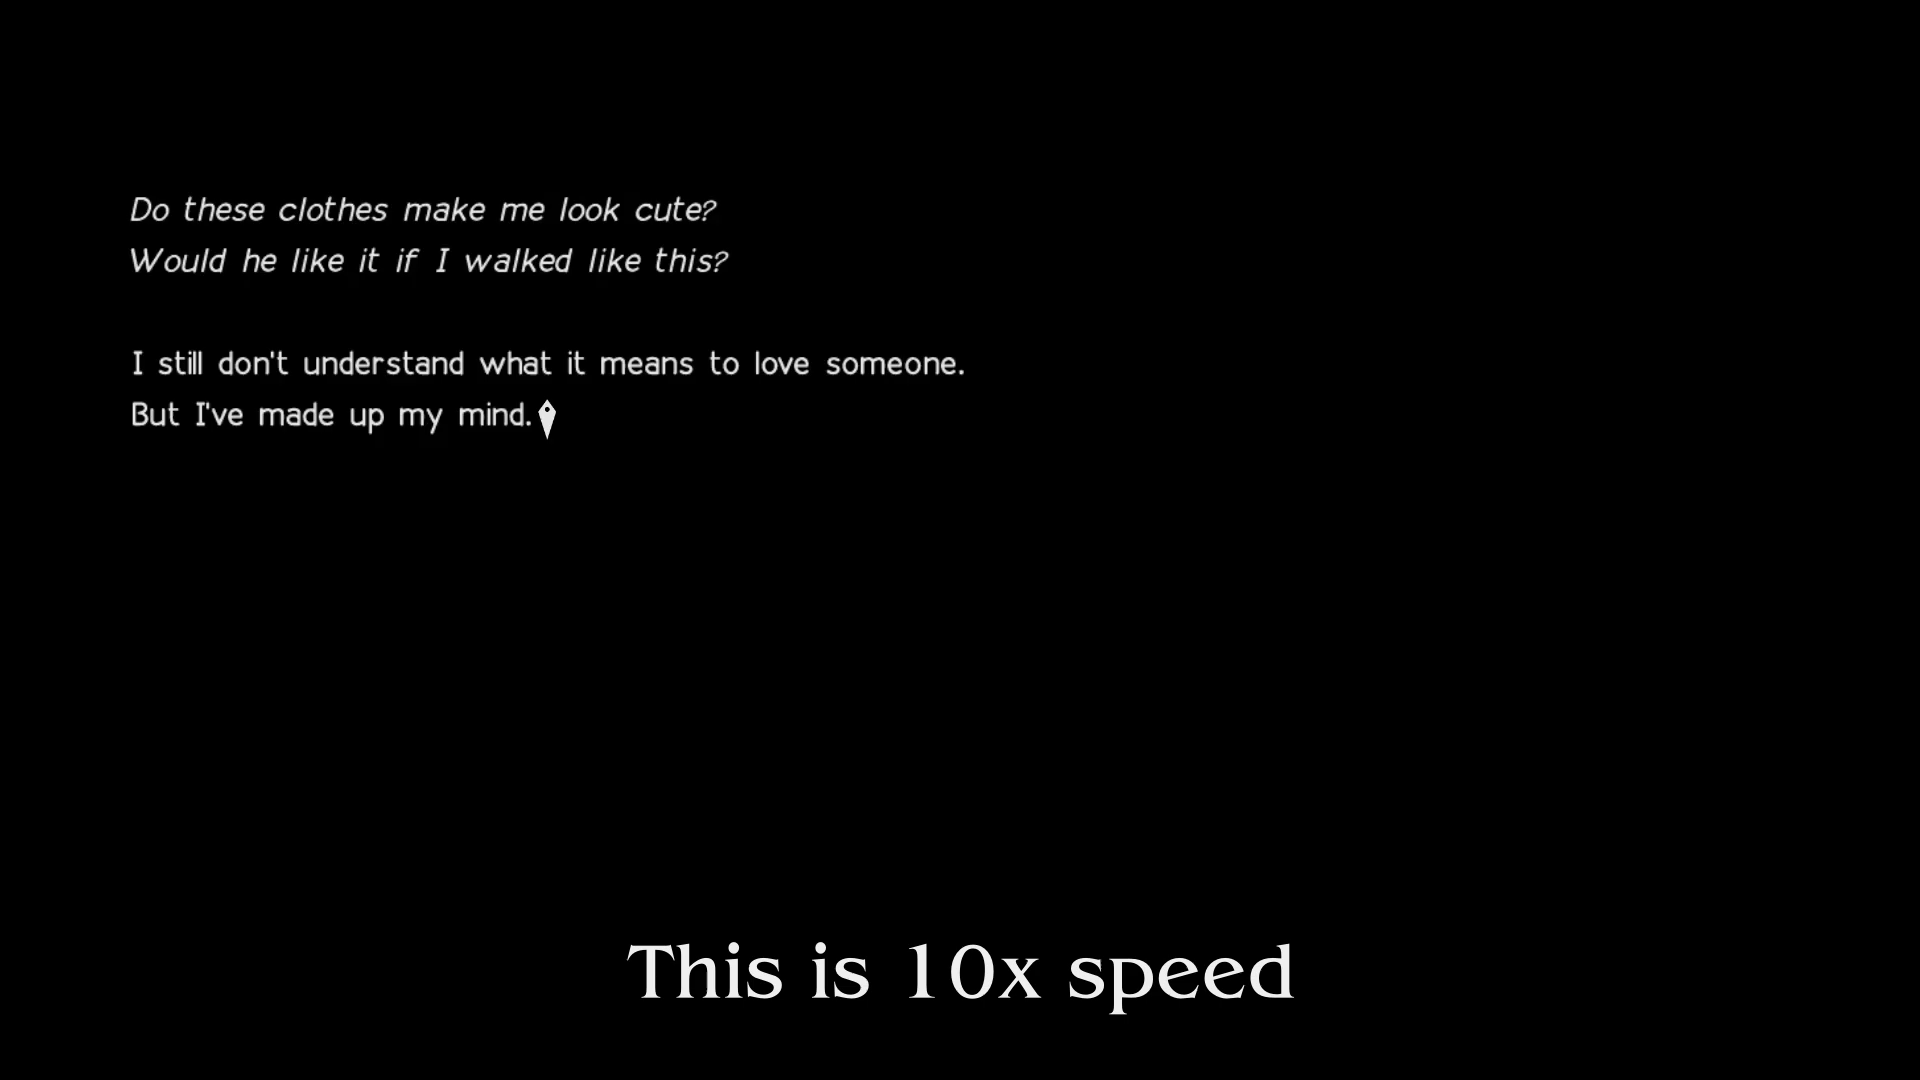 Do these clothes make me look cute?
Would he like it if I walked like this?
I still don't understand what it means to love someone.
But I've made up my mind.
This is 10x speed